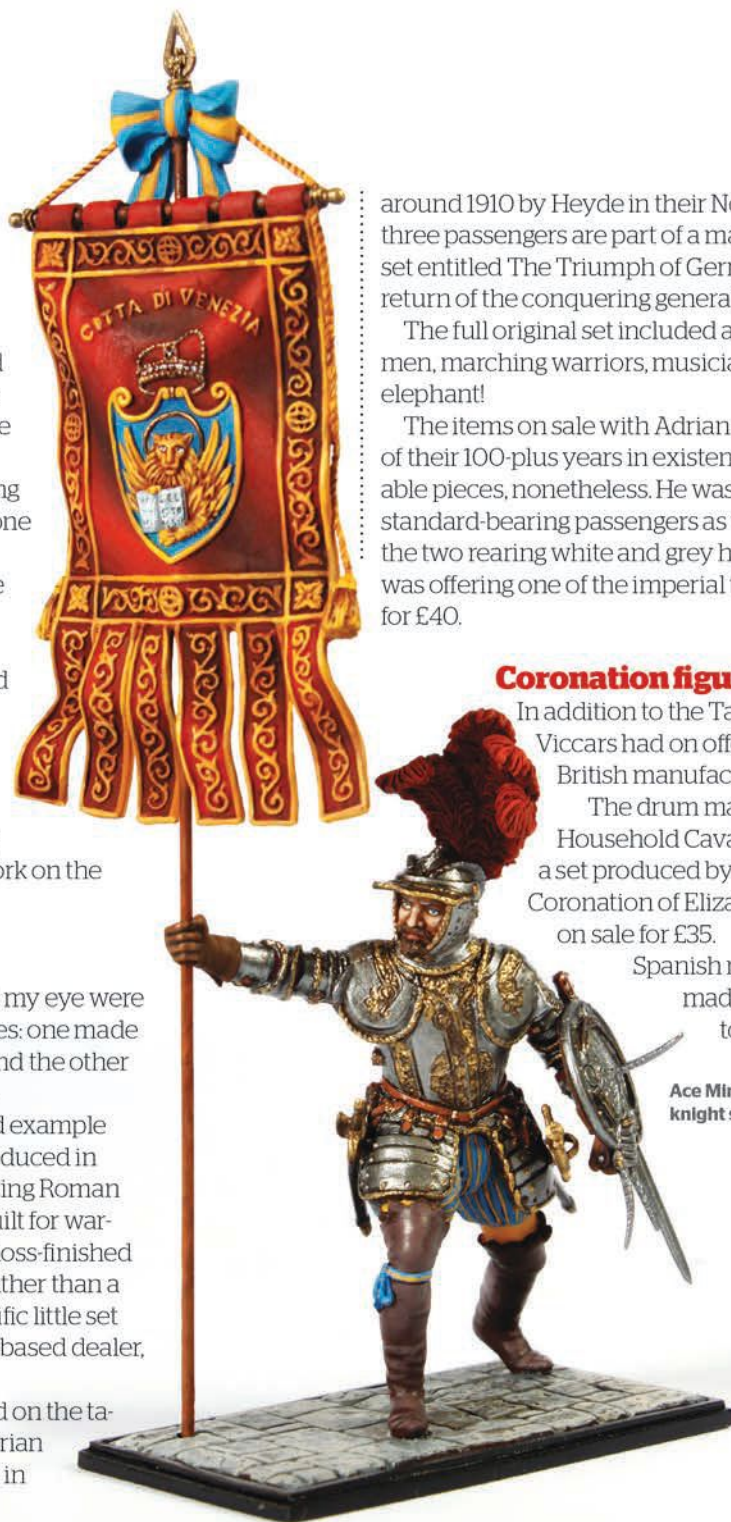 e
ng
one
e
d
ork on the
my eye were
es: one made
nd the other
d example
duced in
ing Roman
uilt for war-
oss-finished
ther than a
ific little set
based dealer,
d on the ta-
rian
in
CITTA DI VENEZIA
around 1910 by Heyde in their No
three passengers are part of a ma
set entitled The Triumph of Germ
return of the conquering genera
The full original set included a
men, marching warriors, musicia
elephant!
The items on sale with Adrian
of their 100-plus years in existen
able pieces, nonetheless. He was
standard-bearing passengers as
the two rearing white and grey h
was offering one of the imperial
for £40.
Coronation figu
In addition to the Ta
Viccars had on off
British manufac
The drum ma
Household Cava
a set produced by
Coronation of Eliza
on sale for £35.
Spanish
made
to
Ace Min
knight s